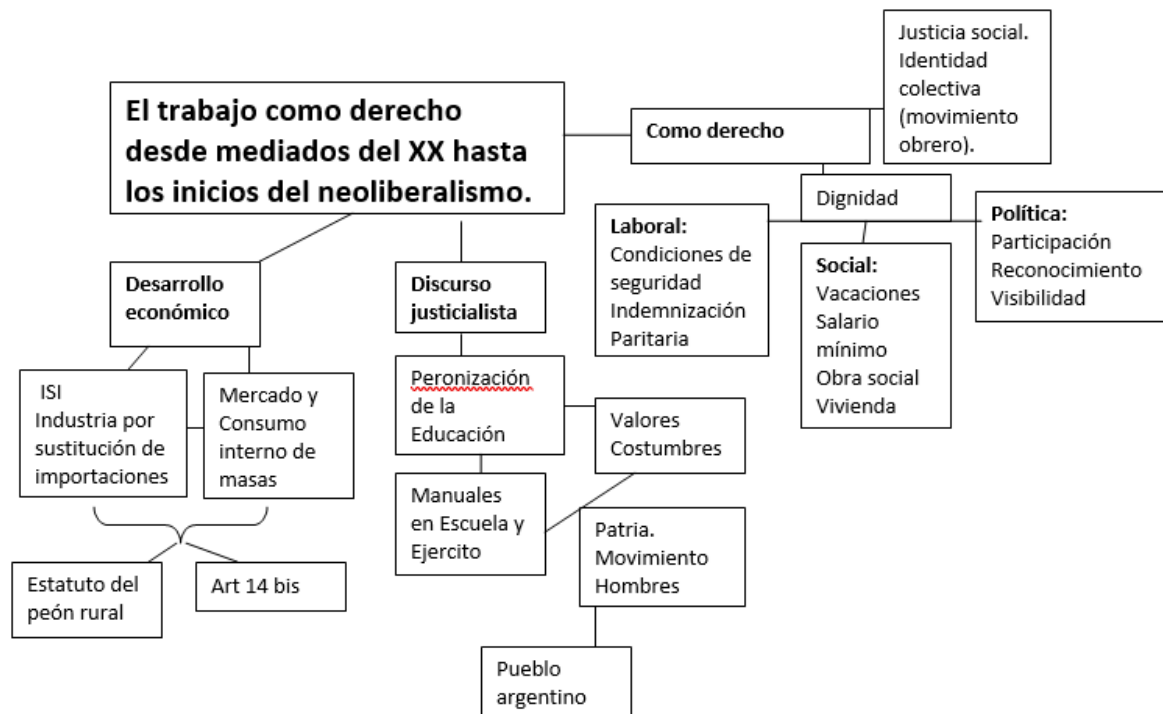 El trabajo como derecho
desde mediados del XX hasta
los inicios del neoliberalismo.
Como derecho
Justicia social.
Identidad
colectiva
(movimiento
obrero).
Dignidad
Laboral:
Condiciones de
seguridad
Indemnización
Paritaria
Social:
Vacaciones
Salario
mínimo
Obra social
Vivienda
Política:
Participación
Reconocimiento
Visibilidad
Desarrollo
económico
ISI
Industria por
sustitución de
importaciones
Mercado y
Consumo
interno de
masas
Estatuto del
peón rural
Art 14 bis
Discurso
justicialista
Peronización
de la
Educación
Valores
Costumbres
Manuales
en Escuela y
Ejercito
Patria.
Movimiento
Hombres
Pueblo
argentino